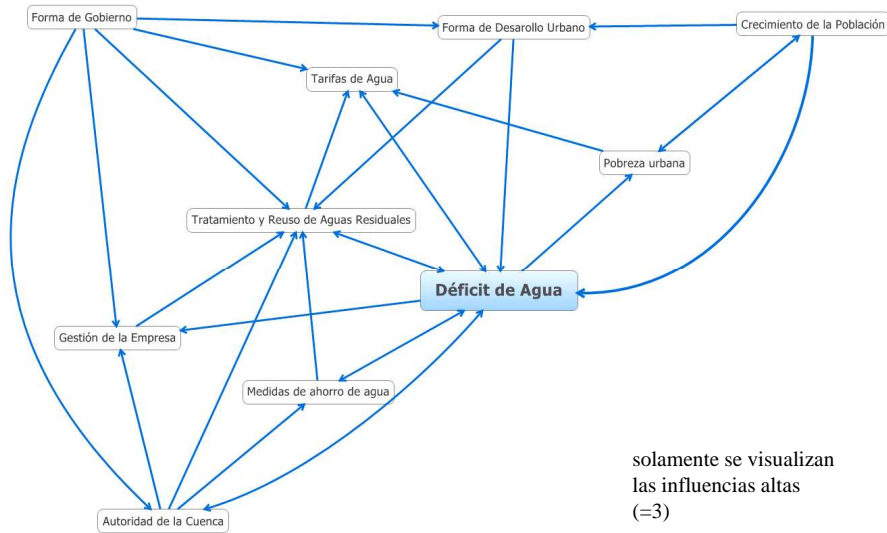 Forma de Gobierno
Forma de Desarollo Urbano
Crecimiento de la Población
Tarifas de Agua
Pobreza urbana
Tratamiento y Reuso de Aguas Residuales
Déficit de Agua
Gestión de la Empresa
Medidas de ahorro de agua
Autoridad de la Cuenca
solamente se visualizan
las influencias altas
(=3)